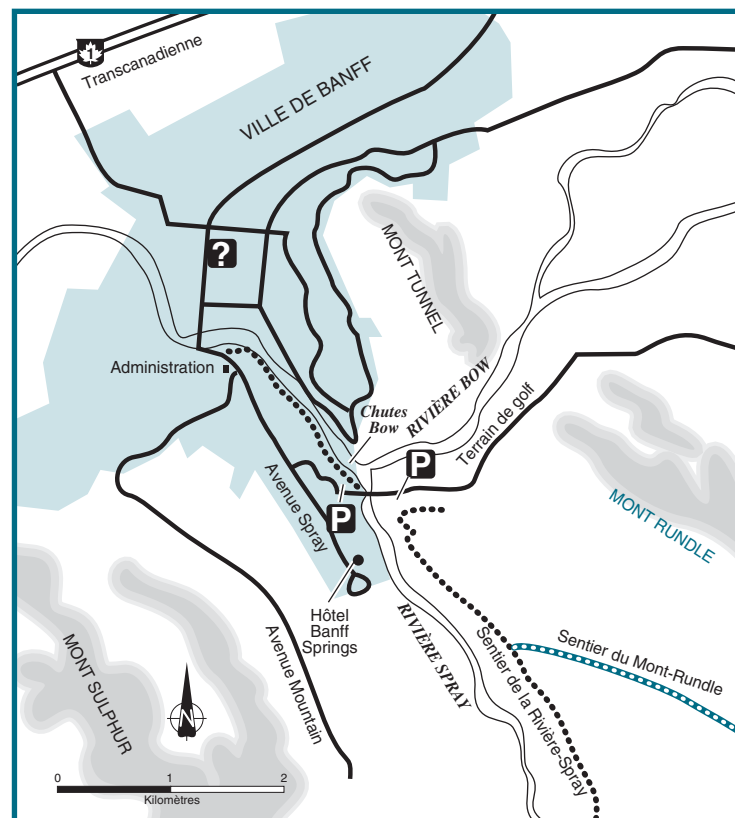 1
Transcanadienne
VILLE DE BANFF
?
MONT TUNNEL
Administration
Chutes
Bow
RIVIÈRE BOW
Terrain de golf
P
P
Avenue Spray
MONT RUNDLE
Hôtel
Banff
Springs
RIVIÈRE SPRAY
Sentier de la Rivière-Spray
Sentier du Mont-Rundle
Avenue Mountain
MONT SULPHUR
N
0 1 2
Kilomètres